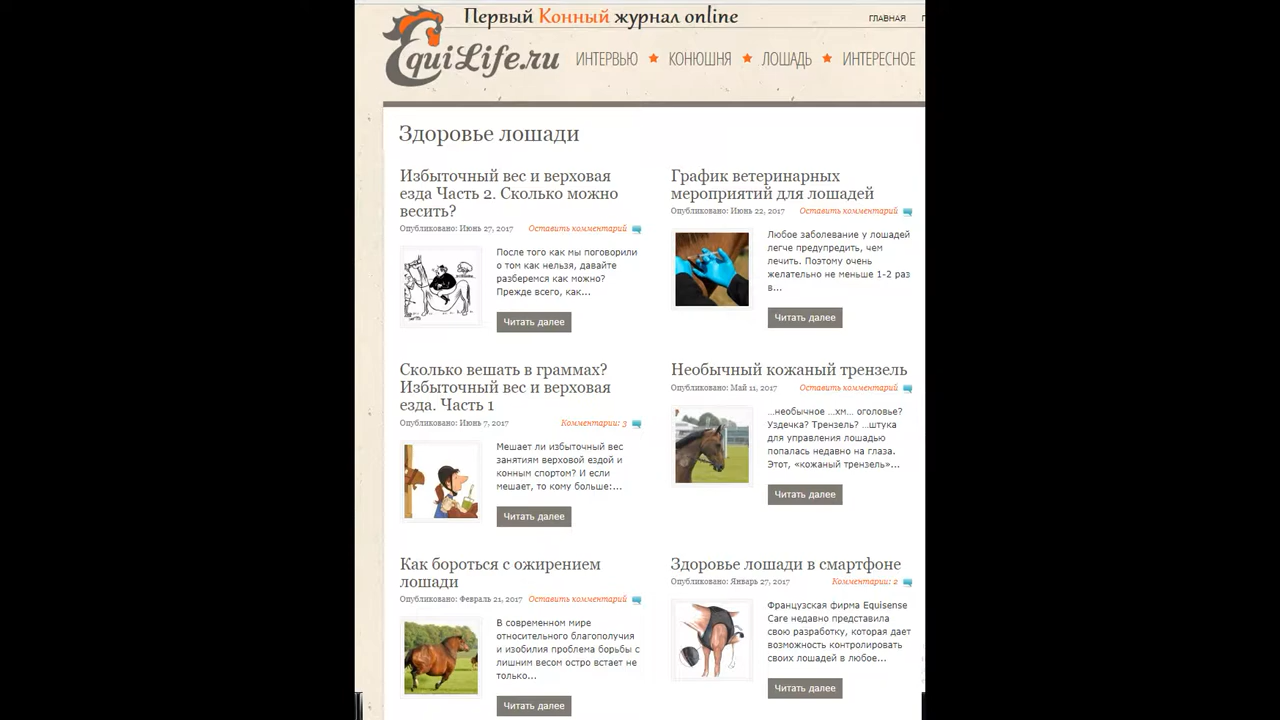 Первый Конный журнал online
ГЛАВНАЯ
EquiLife.ru
ИНТЕРВЬЮ ★ КОНЮШНЯ ★ ЛОШАДЬ ★ ИНТЕРЕСНОЕ
Здоровье лошади
Избыточный вес и верховая
езда Часть 2. Сколько можно
весить?
Опубликовано: Июнь 27, 2017 Оставить комментарий
После того как мы поговорили
о том как нельзя, давайте
разберемся как можно?
Прежде всего, как...
Читать далее
График ветеринарных
мероприятий для лошадей
Опубликовано: Июнь 22, 2017 Оставить комментарий
Любое заболевание у лошадей
легче предупредить, чем
лечить. Поэтому очень
желательно не меньше 1-2 раз
в...
Читать далее
Сколько вешать в граммах?
Избыточный вес и верховая
езда. Часть 1
Опубликовано: Июнь 7, 2017 Комментарии: 3
Мешает ли избыточный вес
занятиям верховой ездой и
конным спортом? И если
мешает, то кому больше:...
Читать далее
Необычный кожаный трензель
Опубликовано: Май 11, 2017 Оставить комментарий
...необычное ...хм... оголовье?
Уздечка? Трензель? ...штука
для управления лошадью
попалась недавно на глаза.
Этот, «кожаный трензель»...
Читать далее
Как бороться с ожирением
лошади
Опубликовано: Февраль 21, 2017 Оставить комментарий
В современном мире
относительного благополучия
и изобилия проблема борьбы с
лишним весом остро встает не
только...
Читать далее
Здоровье лошади в смартфоне
Опубликовано: Январь 27, 2017 Комментарии: 2
Французская фирма Equisense
Care недавно представила
свою разработку, которая дает
возможность контролировать
своих лошадей в любое...
Читать далее